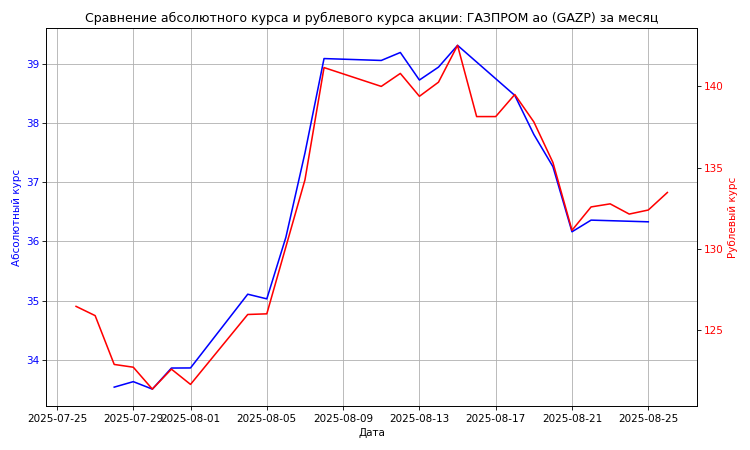 Сравнение абсолютного курса и рублевого курса акции: ГАЗПРОМ ао (GAZP) за месяц
39
38
37
36
35
34
Абсолютный курс
140
135
130
125
Рублевый курс
2025-07-25 2025-07-29 2025-08-01 2025-08-05 2025-08-09 2025-08-13 2025-08-17 2025-08-21 2025-08-25
Дата